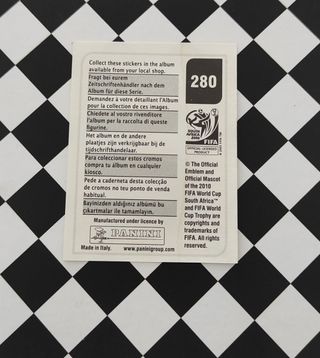 Collect these stickers in the album
available from your local shop.
Fragt bei eurem
Zeitschriftenhändler nach dem
Album für diese Serie.
Demandez à votre détaillant l'Album
pour la collection de ces images.
Chiedete al vostro rivenditore
l'album per la raccolta di queste
figurine.
Het album en de andere
plaatjes zijn verkrijgbaar bij de
tijdschriftandelaar.
Para coleccionar estos cromos
compra tu álbum en cualquier
kiosco.
Pede a caderneta desta colecção
de cromos no teu ponto de venda
habitual.
Bayinizden aldığınız albümü bu
çıkartmalar ile tamamlayın.
Manufactured under licence by
PANINI
Made in Italy.
www.paninigroup.com
280
SOUTH AFRICA
2010
FIFA
OFFICIAL LICENSED
PRODUCT
© The Official
Emblem and
Official Mascot
of the 2010
FIFA World Cup
South Africa™
and FIFA World
Cup Trophy are
copyrights and
trademarks of
FIFA. All rights
reserved.